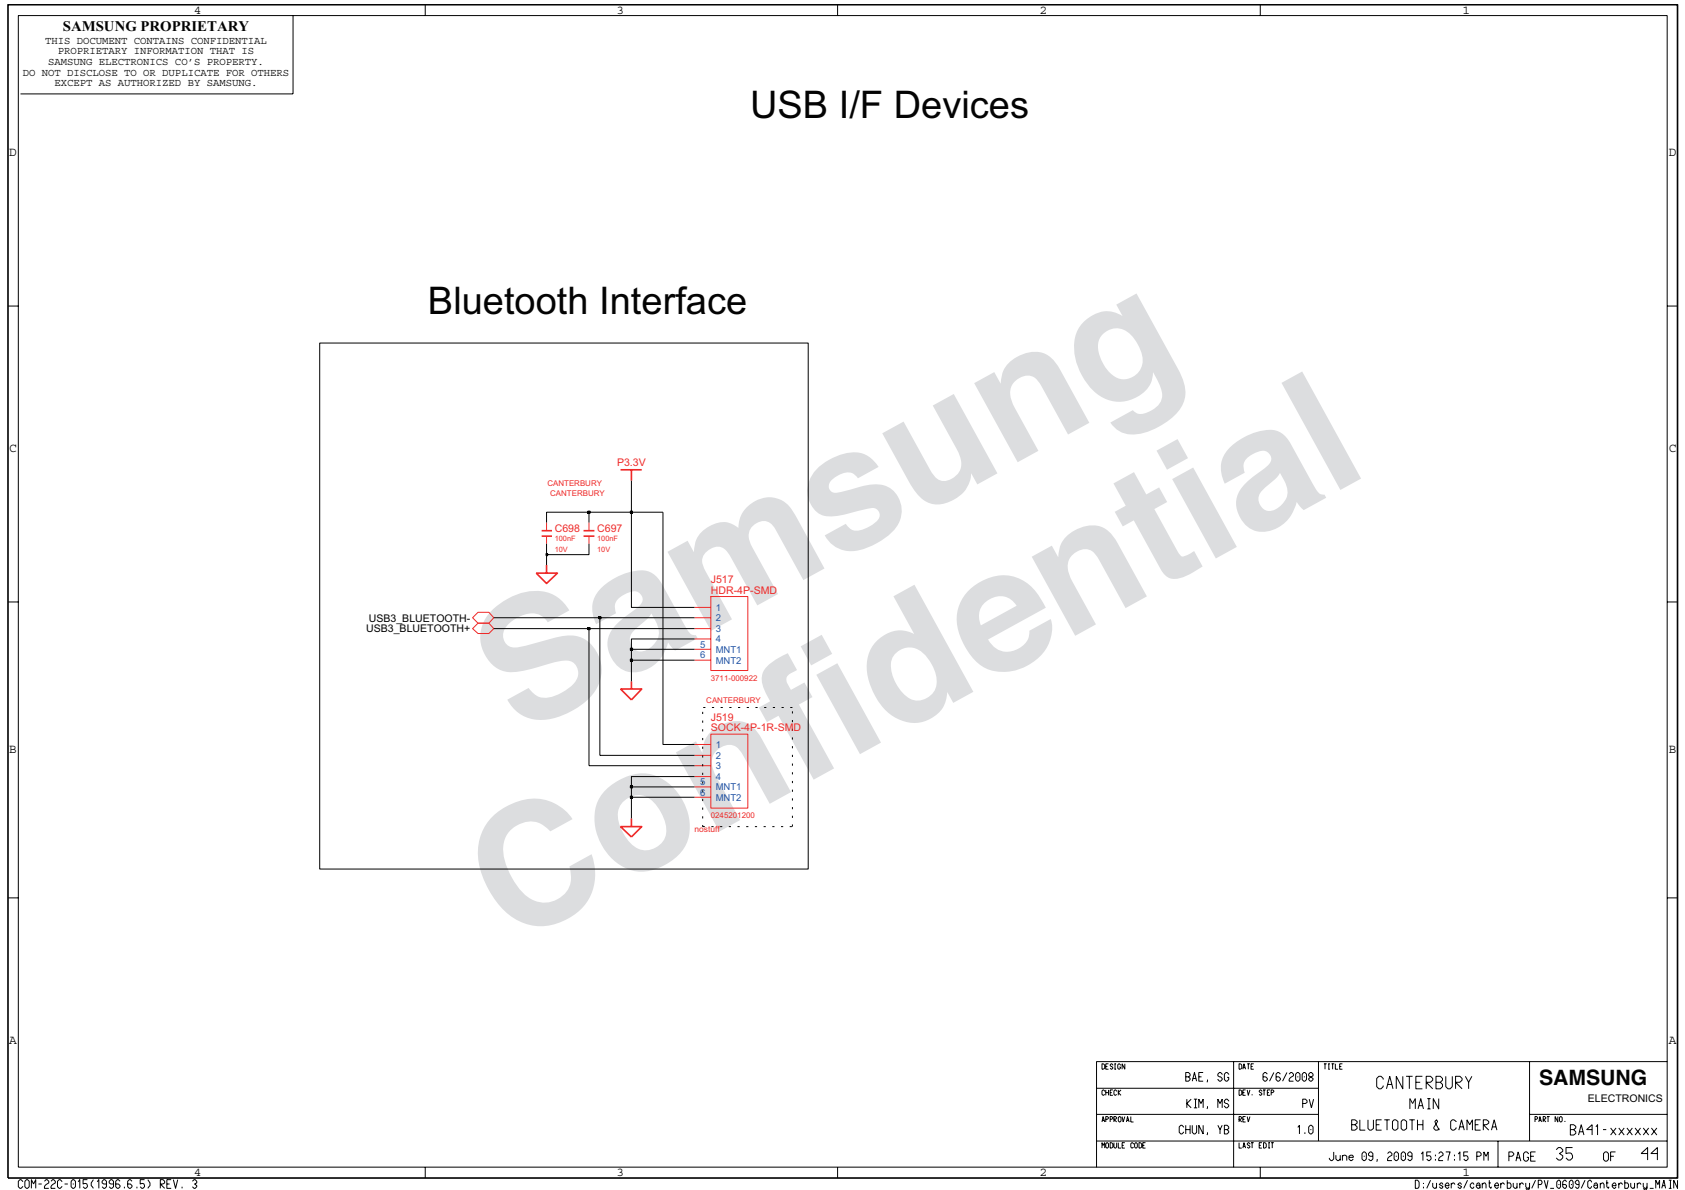 4 3 2 1
SAMSUNG PROPRIETARY
THIS DOCUMENT CONTAINS CONFIDENTIAL
PROPRIETARY INFORMATION THAT IS
SAMSUNG ELECTRONICS CO'S PROPERTY.
DO NOT DISCLOSE TO OR DUPLICATE FOR OTHERS
EXCEPT AS AUTHORIZED BY SAMSUNG.
USB I/F Devices
D D
Bluetooth Interface
Samsung
Confidential
C C
P3.3V
CANTERBURY
CANTERBURY
C698 C697
100nF 100nF
10V 10V
J517
HDR-4P-SMD
1
USB3_BLUETOOTH- 2
USB3_BLUETOOTH+ 3
4
5 MNT1
6 MNT2
3711-000922
CANTERBURY
J519
SOCK-4P-1R-SMD
B B
1
2
3
4
5 MNT1
6 MNT2
0245201200
nostuff
A A
DESIGN BAE, SG DATE 6/6/2008 TITLE CANTERBURY SAMSUNG
ELECTRONICS
CHECK KIM, MS DEV. STEP PV MAIN
APPROVAL CHUN, YB REV 1.0 BLUETOOTH & CAMERA PART NO. BA41-xxxxxx
MODULE CODE LAST EDIT June 09, 2009 15:27:15 PM PAGE 35 OF 44
4 3 2 1
COM-22C-015(1996.6.5) REV. 3 D:/users/canterbury/PV_0609/Canterbury_MAIN